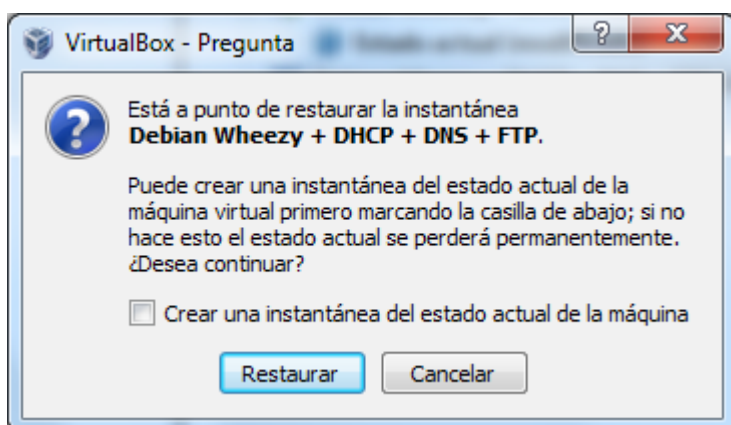 VirtualBox - Pregunta
Está a punto de restaurar la instantánea
Debian Wheezy + DHCP + DNS + FTP.
Puede crear una instantánea del estado actual de la
máquina virtual primero marcando la casilla de abajo; si no
hace esto el estado actual se perderá permanentemente.
¿Desea continuar?
Crear una instantánea del estado actual de la máquina
Restaurar Cancelar